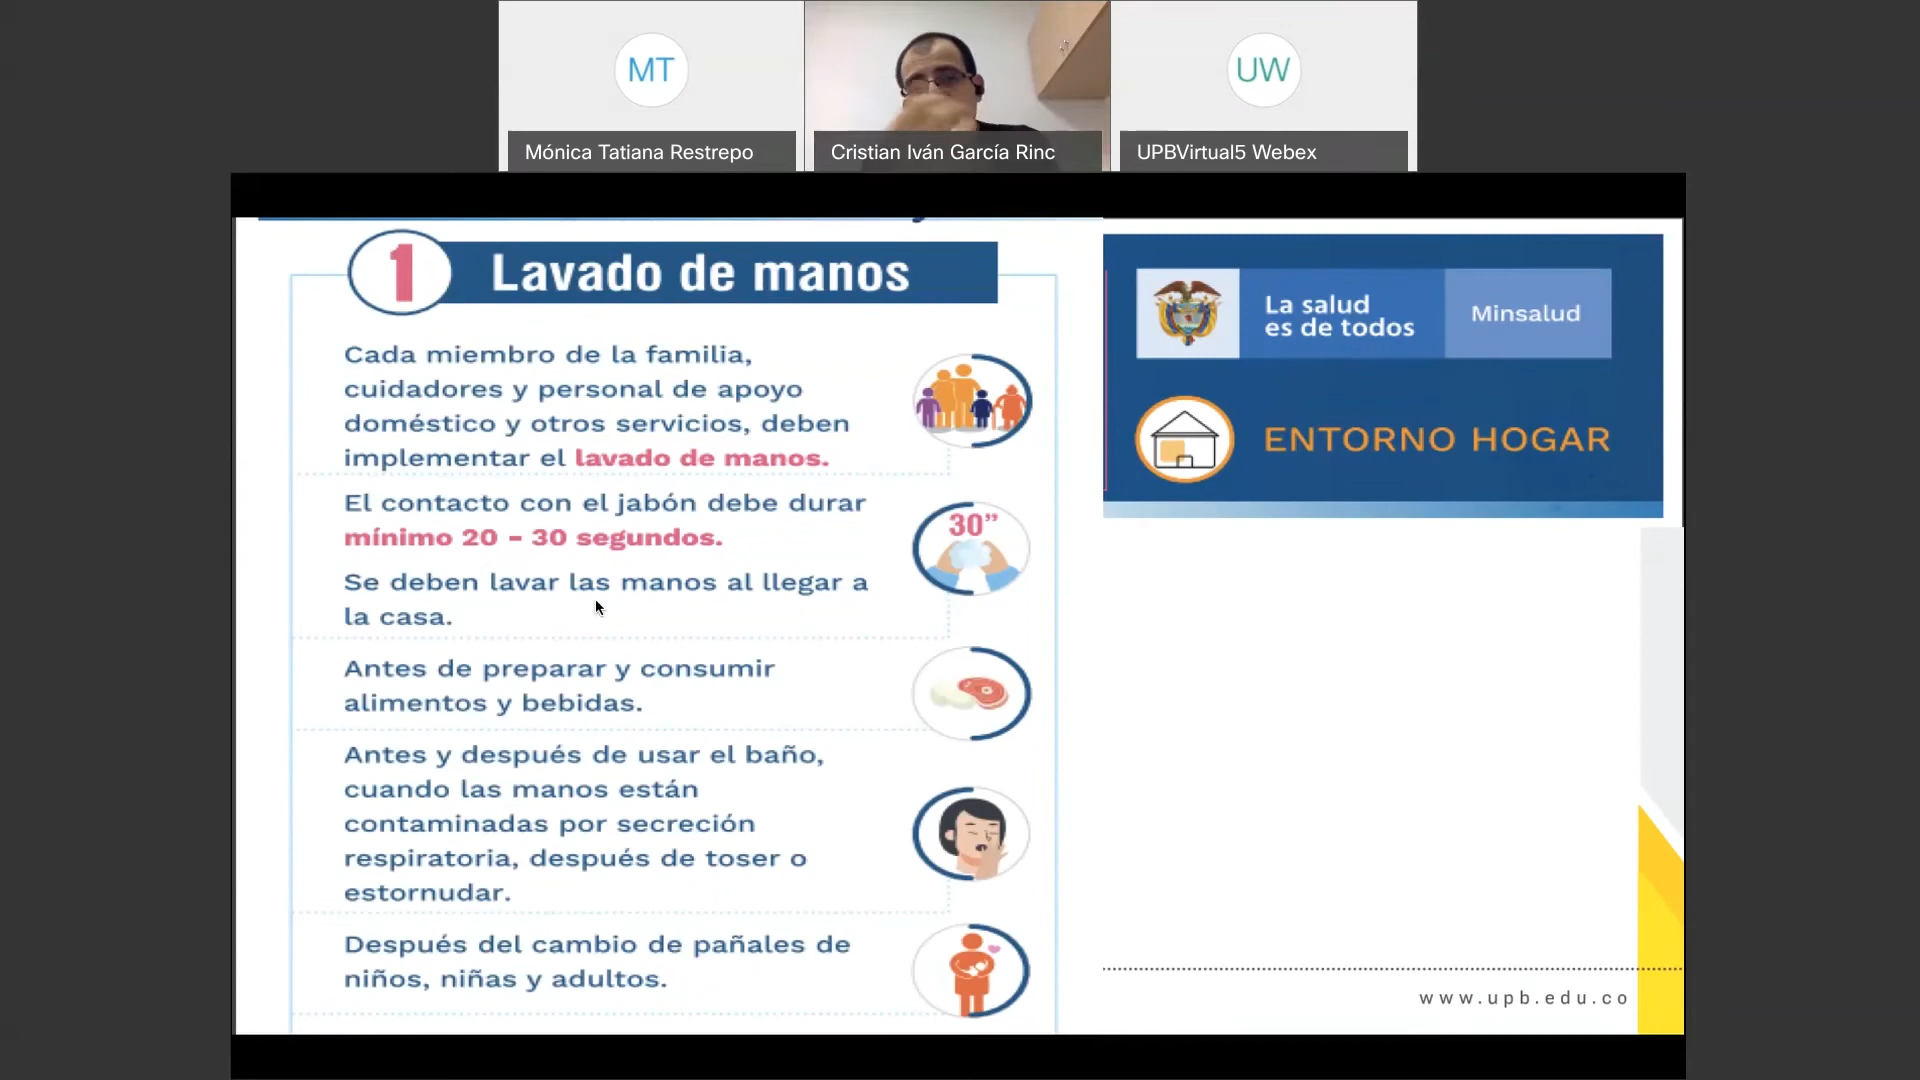 MT
UW
Mónica Tatiana Restrepo
Cristian Iván García Rinc
UPBVirtual5 Webex
1
Lavado de manos
Cada miembro de la familia,
cuidadores y personal de apoyo
doméstico y otros servicios, deben
implementar el lavado de manos.
El contacto con el jabón debe durar
mínimo 20 - 30 segundos.
30”
Se deben lavar las manos al llegar a
la casa.
Antes de preparar y consumir
alimentos y bebidas.
Antes y después de usar el baño,
cuando las manos están
contaminadas por secreción
respiratoria, después de toser o
estornudar.
Después del cambio de pañales de
niños, niñas y adultos.
La salud
es de todos
Minsalud
ENTORNO HOGAR
www.upb.edu.co